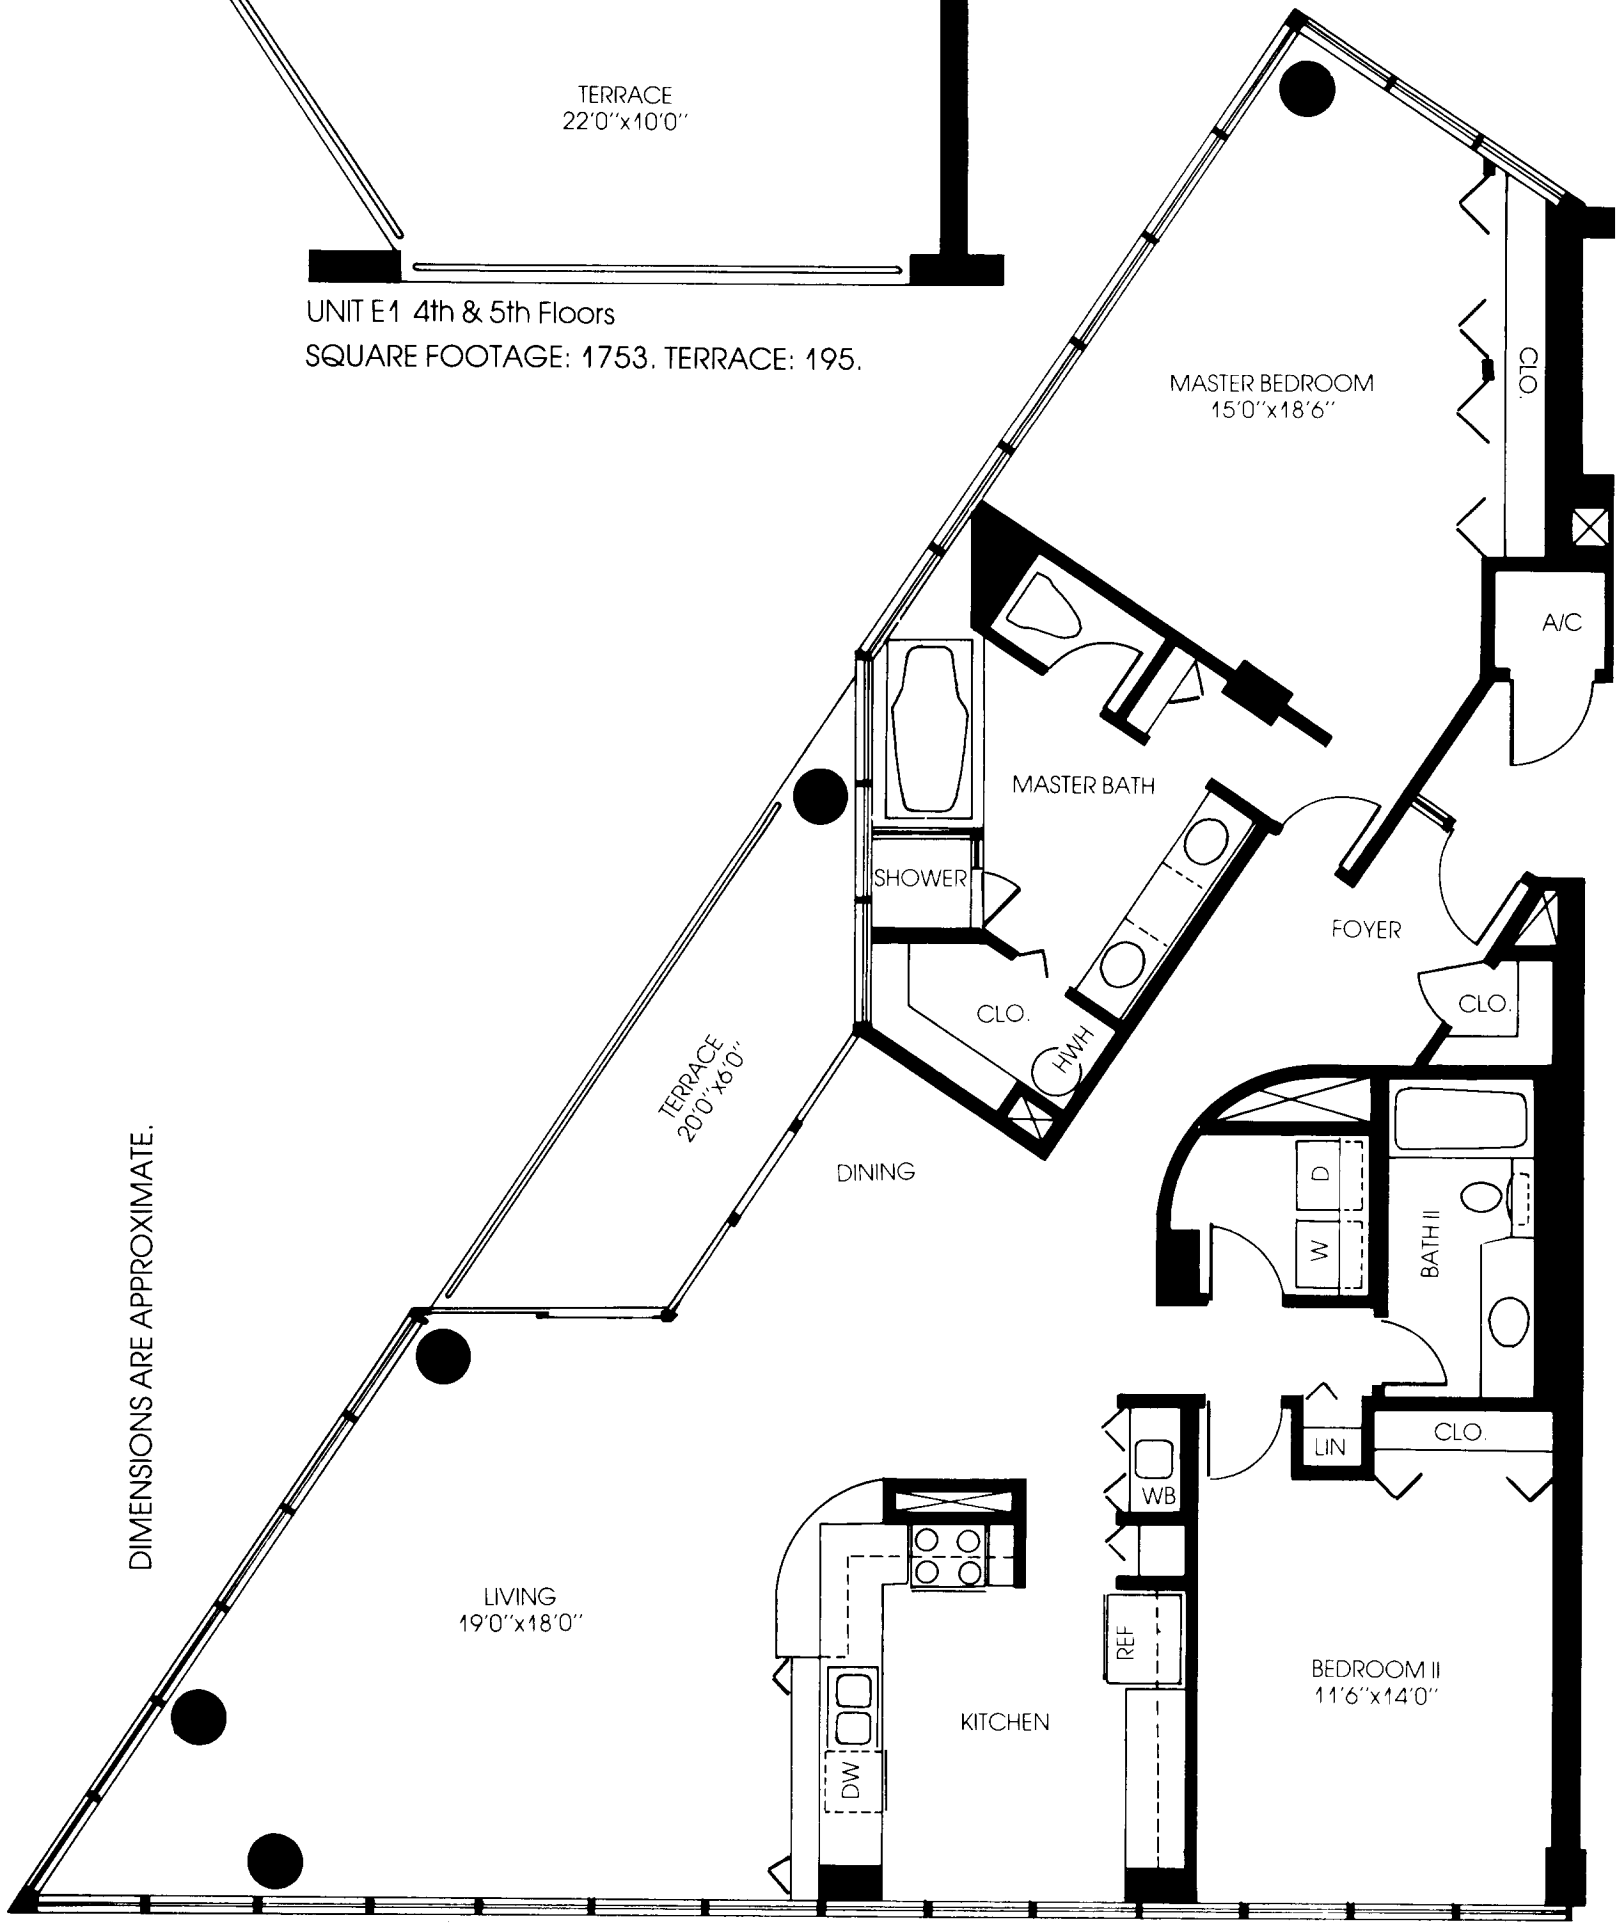 TERRACE
22'0"x10'0"
UNIT E1 4th & 5th Floors
SQUARE FOOTAGE: 1753. TERRACE: 195.
MASTER BEDROOM
15'0"x18'6"
CLO.
A/C
MASTER BATH
SHOWER
FOYER
CLO.
CLO.
HWH
TERRACE
20'0"x6'0"
DINING
D
W
BATH II
DIMENSIONS ARE APPROXIMATE.
LIN
CLO.
WB
LIVING
19'0"x18'0"
REF
BEDROOM II
11'6"x14'0"
KITCHEN
DW